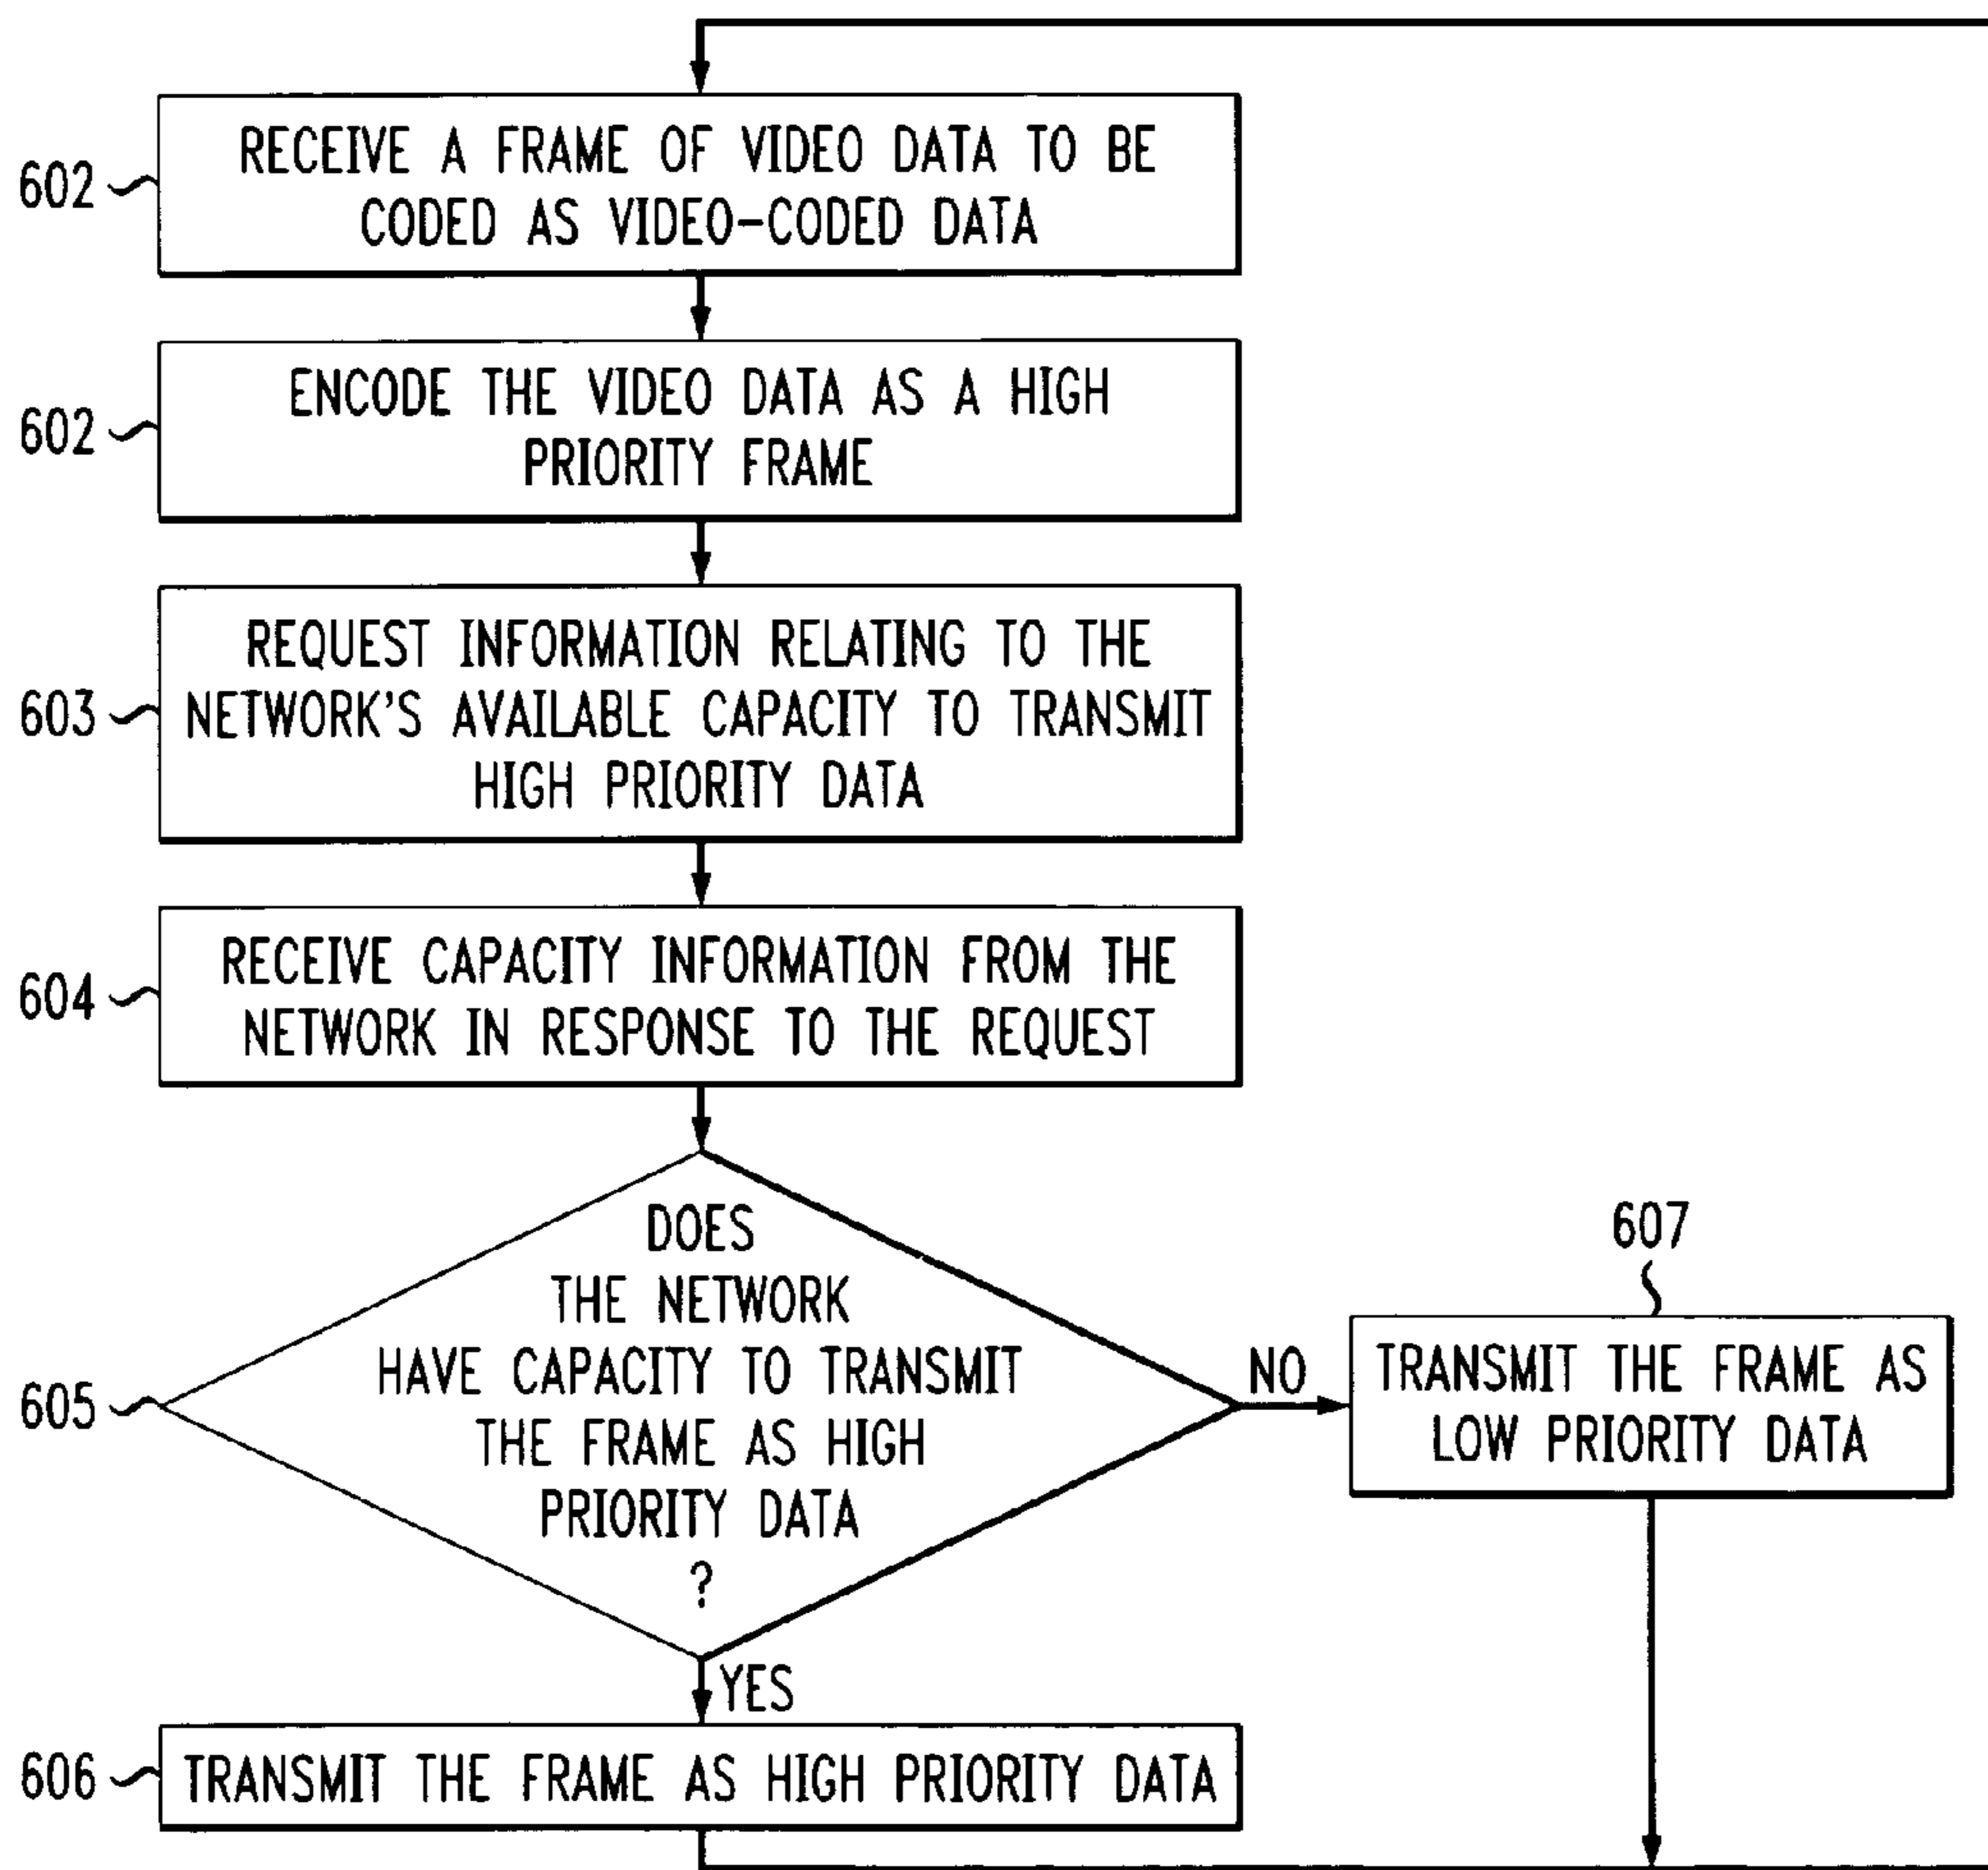 602
RECEIVE A FRAME OF VIDEO DATA TO BE
CODED AS VIDEO-CODED DATA
602
ENCODE THE VIDEO DATA AS A HIGH
PRIORITY FRAME
603
REQUEST INFORMATION RELATING TO THE
NETWORK'S AVAILABLE CAPACITY TO TRANSMIT
HIGH PRIORITY DATA
604
RECEIVE CAPACITY INFORMATION FROM THE
NETWORK IN RESPONSE TO THE REQUEST
605
DOES
THE NETWORK
HAVE CAPACITY TO TRANSMIT
THE FRAME AS HIGH
PRIORITY DATA
?
NO
607
TRANSMIT THE FRAME AS
LOW PRIORITY DATA
YES
606
TRANSMIT THE FRAME AS HIGH PRIORITY DATA